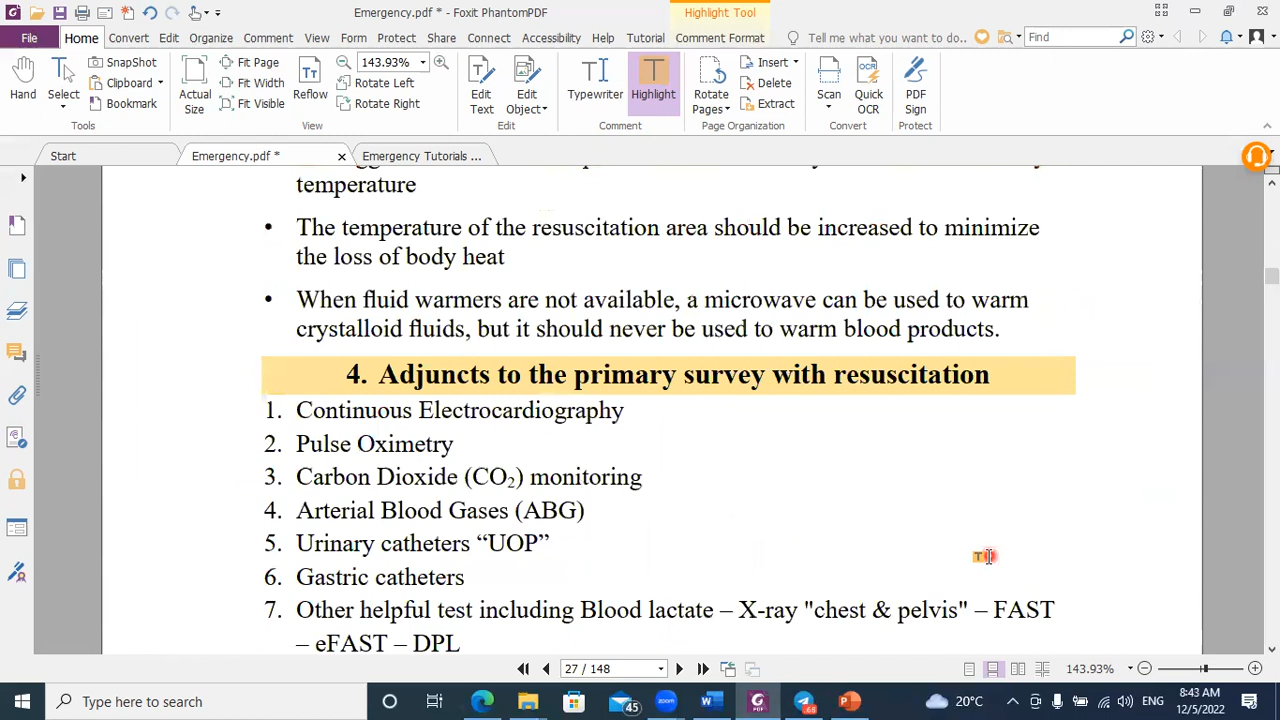 Emergency.pdf * - Foxit PhantomPDF
Highlight Tool
File Home Convert Edit Organize Comment View Form Protect Share Connect Accessibility Help Tutorial Comment Format Tell me what you want to do... Find
Hand
Select
SnapShot
Clipboard
Bookmark
Tools
Actual Size
Fit Page
Fit Width
Fit Visible
Reflow
143.93%
Rotate Left
Rotate Right
View
Edit Text
Edit Object
Edit
Typewriter
Highlight
Comment
Rotate Pages
Insert
Delete
Extract
Page Organization
Scan
Quick OCR
Convert
PDF Sign
Protect
Start
Emergency.pdf *
Emergency Tutorials ...
temperature
• The temperature of the resuscitation area should be increased to minimize
the loss of body heat
• When fluid warmers are not available, a microwave can be used to warm
crystalloid fluids, but it should never be used to warm blood products.
4. Adjuncts to the primary survey with resuscitation
1. Continuous Electrocardiography
2. Pulse Oximetry
3. Carbon Dioxide (CO₂) monitoring
4. Arterial Blood Gases (ABG)
5. Urinary catheters “UOP”
6. Gastric catheters
7. Other helpful test including Blood lactate – X-ray "chest & pelvis" – FAST
– eFAST – DPL
27 / 148
143.93%
Type here to search
45
zoom
20°C
ENG
8:43 AM
12/5/2022